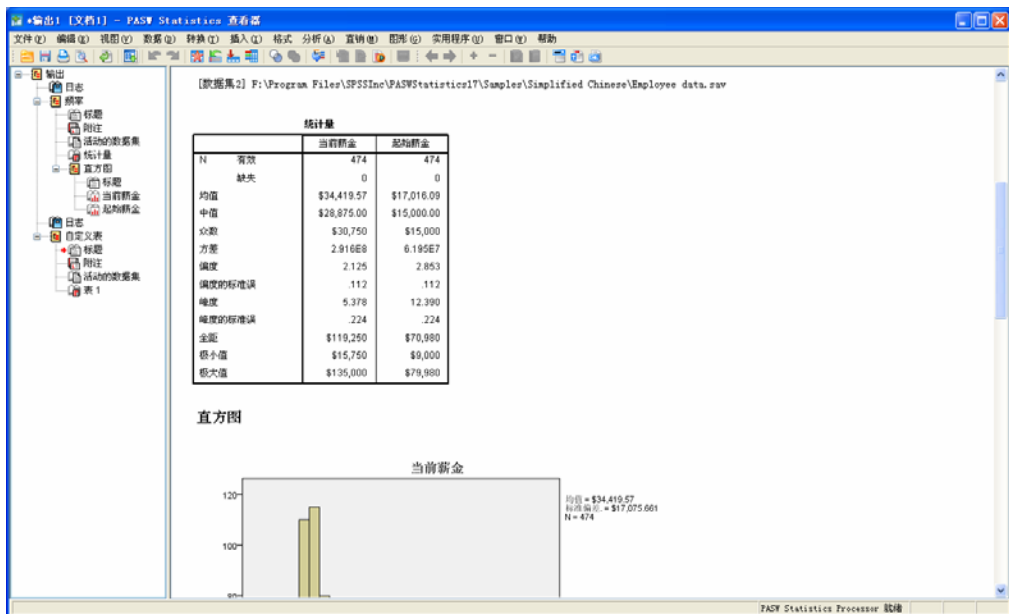 *输出1 [文档1] - PASW Statistics 查看器
文件(F) 编辑(E) 视图(V) 数据(D) 转换(T) 插入(I) 格式 分析(A) 直销(M) 图形(G) 实用程序(U) 窗口(W) 帮助
输出
日志
频率
标题
附注
活动的数据集
统计量
直方图
标题
当前薪金
起始薪金
日志
自定义表
标题
附注
活动的数据集
表 1
[数据集2] F:\Program Files\SPSSInc\PASWStatistics17\Samples\Simplified Chinese\Employee data.sav
统计量
当前薪金 起始薪金
N 有效 474 474
缺失 0 0
均值 $34,419.57 $17,016.09
中值 $28,875.00 $15,000.00
众数 $30,750 $15,000
方差 2.916E8 6.195E7
偏度 2.125 2.853
偏度的标准误 .112 .112
峰度 5.378 12.390
峰度的标准误 .224 .224
全距 $119,250 $70,980
极小值 $15,750 $9,000
极大值 $135,000 $79,980
直方图
当前薪金
120
100
80
均值 = $34,419.57
标准偏差. = $17,075.661
N = 474
PASW Statistics Processor 就绪